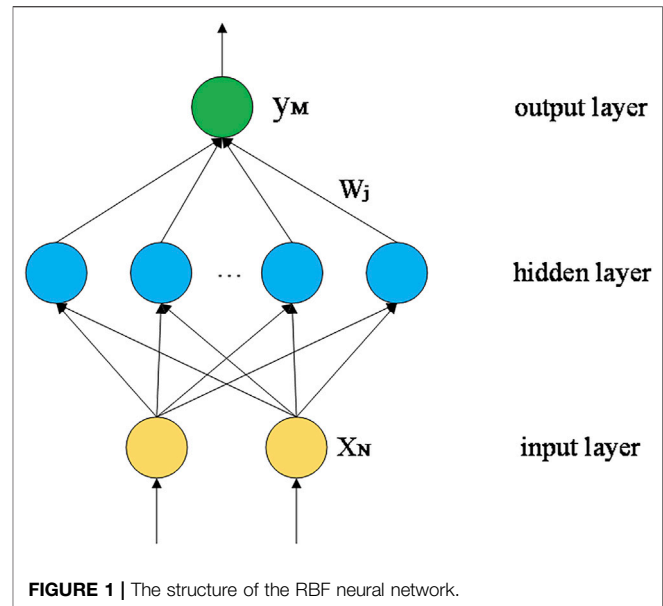 yM
output layer
Wj
...
hidden layer
XN
input layer
FIGURE 1 | The structure of the RBF neural network.